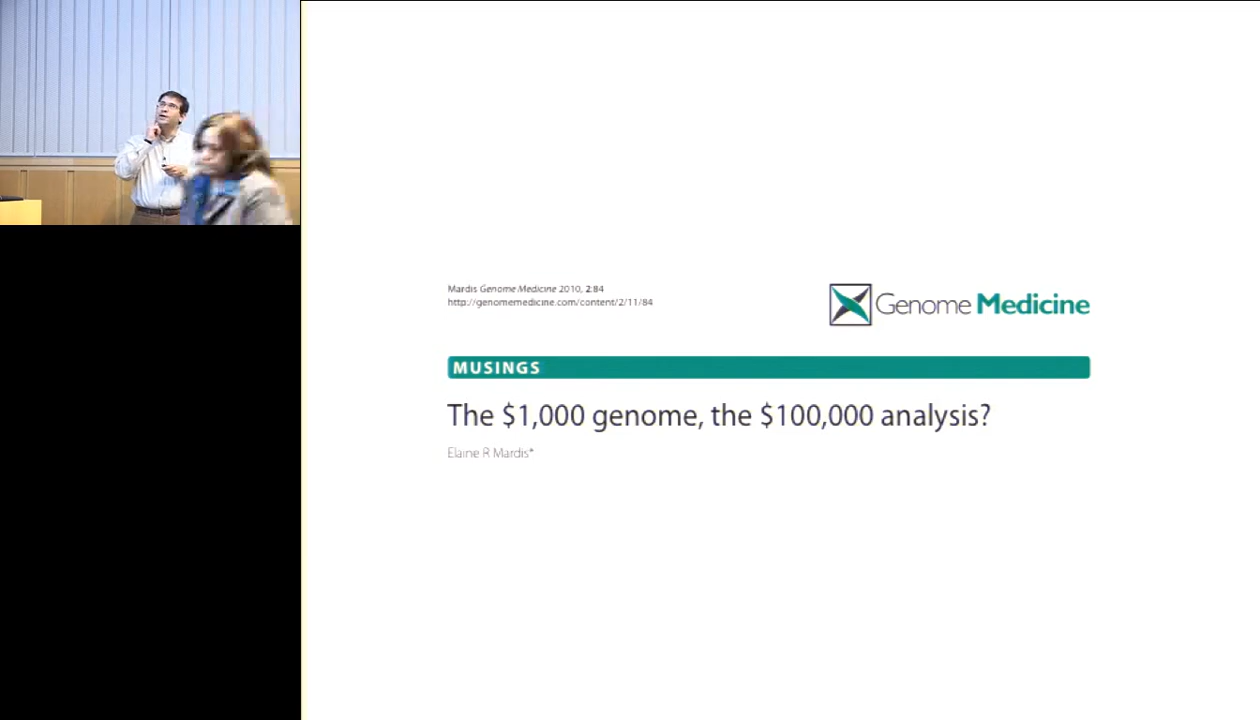 Mardis Genome Medicine 2010, 2:84
http://genomemedicine.com/content/2/11/84
Genome Medicine
MUSINGS
The $1,000 genome, the $100,000 analysis?
Elaine R Mardis*